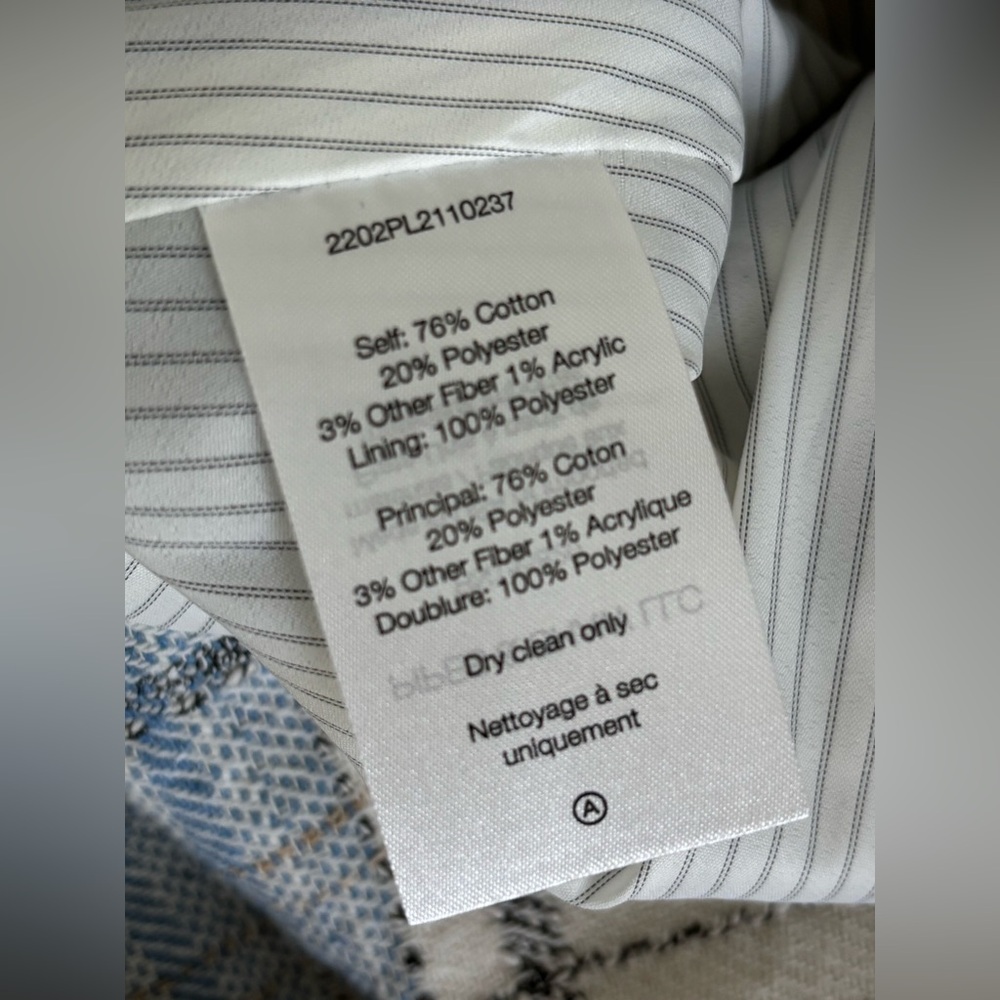 2202PL2110237
Self: 76% Cotton
20% Polyester
3% Other Fiber 1% Acrylic
Lining: 100% Polyester
Principal: 76% Coton
20% Polyester
3% Other Fiber 1% Acrylique
Doublure: 100% Polyester
Dry clean only
Nettoyage à sec
uniquement
A